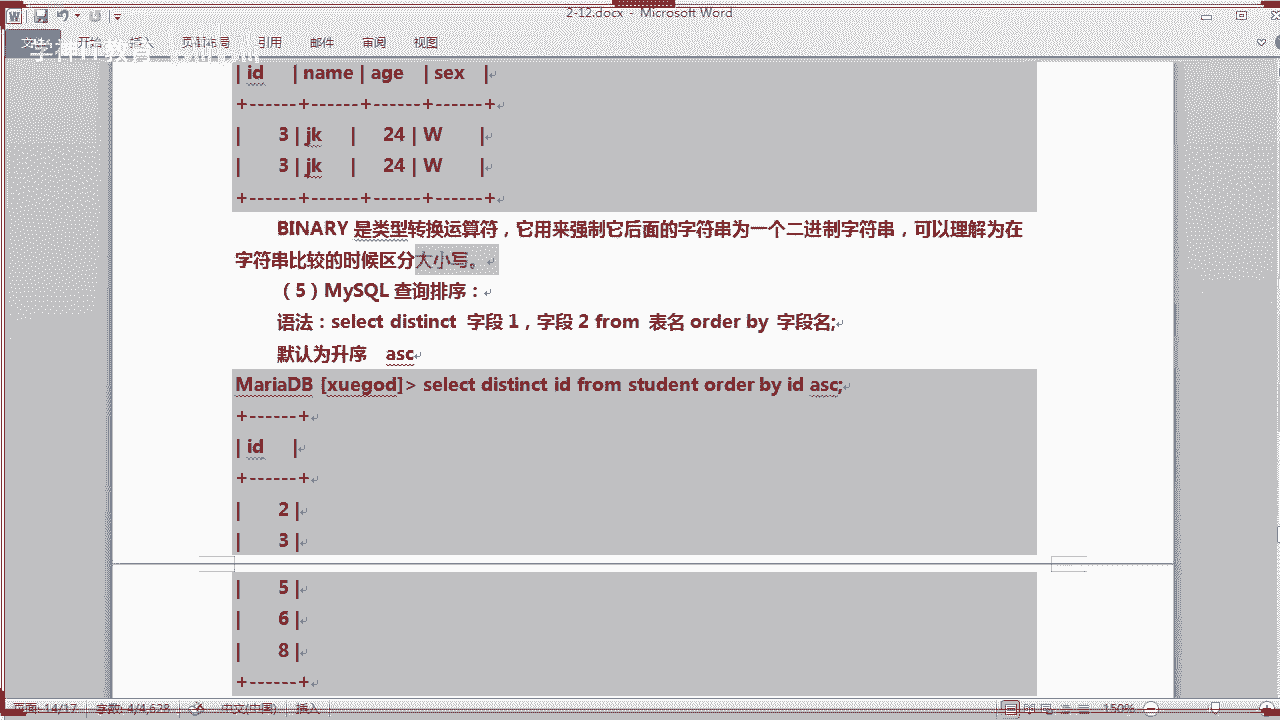 2-12.docx - Microsoft Word
文件 开始 插 页面布局 引用 邮件 审阅 视图
| id | name | age | sex |
+------+------+------+------+
| 3 | jk | 24 | W |
| 3 | jk | 24 | W |
+------+------+------+------+
BINARY 是类型转换运算符，它用来强制它后面的字符串为一个二进制字符串，可以理解为在
字符串比较的时候区分大小写。
（5）MySQL 查询排序：
语法：select distinct 字段 1，字段 2 from 表名 order by 字段名;
默认为升序 asc
MariaDB [xuegod]> select distinct id from student order by id asc;
+------+
| id |
+------+
| 2 |
| 3 |
| 5 |
| 6 |
| 8 |
+------+
页面: 14/17 字数: 4/4,628 中文(中国) 插入 150%